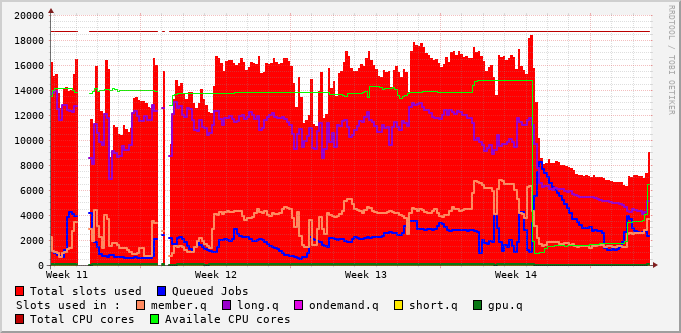 20000
18000
16000
14000
12000
10000
8000
6000
4000
2000
0
Week 11 Week 12 Week 13 Week 14
Total slots used Queued Jobs
Slots used in : member.q long.q ondemand.q short.q gpu.q
Total CPU cores Availale CPU cores
RRDTOOL / TOBI OETIKER